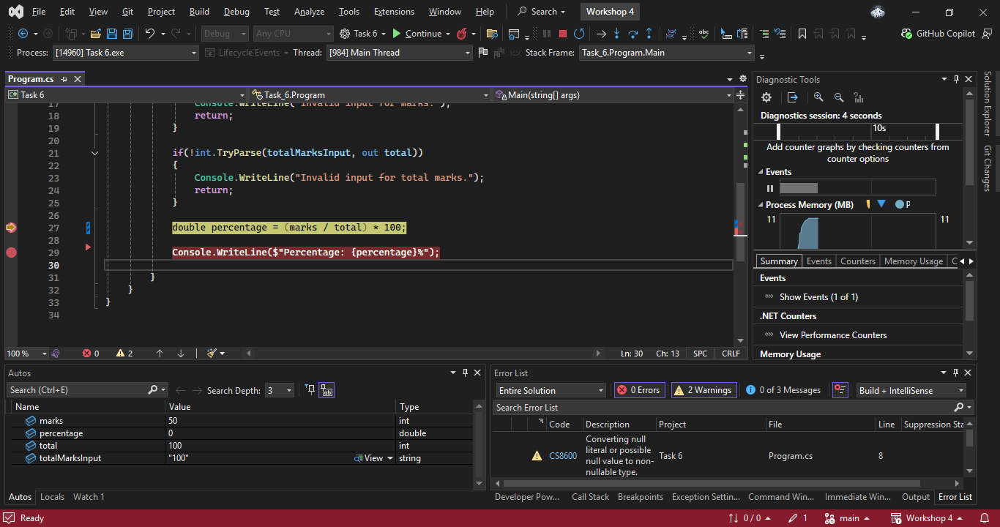 File Edit View Git Project Build Debug Test Analyze Tools Extensions Window Help Search Workshop 4
Debug Any CPU Task 6 Continue GitHub Copilot
Process: [14960] Task 6.exe Lifecycle Events Thread: [984] Main Thread Stack Frame: Task_6.Program.Main
Program.cs
C# Task 6 Task_6.Program Main(string[] args)
17 Console.WriteLine("Invalid input for marks.");
18 return;
19 }
20
21 if(!int.TryParse(totalMarksInput, out total))
22 {
23 Console.WriteLine("Invalid input for total marks.");
24 return;
25 }
26
27 double percentage = (marks / total) * 100;
28
29 Console.WriteLine($"Percentage: {percentage}%");
30
31 }
32 }
33 }
34
100 % 0 2 Ln: 30 Ch: 13 SPC CRLF
Diagnostic Tools
Diagnostics session: 4 seconds
10s
Add counter graphs by checking counters from
counter options
Events
Process Memory (MB) P
11 11
Summary Events Counters Memory Usage C
Events
Show Events (1 of 1)
.NET Counters
View Performance Counters
Memory Usage
Solution Explorer
Git Changes
Autos
Search (Ctrl+E) Search Depth: 3
Name Value Type
marks 50 int
percentage 0 double
total 100 int
totalMarksInput "100" View string
Autos Locals Watch 1
Error List
Entire Solution 0 Errors 2 Warnings 0 of 3 Messages Build + IntelliSense
Search Error List
Code Description Project File Line Suppression Sta
CS8600 Converting null literal or possible null value to non-nullable type. Task 6 Program.cs 8
Developer Pow... Call Stack Breakpoints Exception Settin... Command Win... Immediate Win... Output Error List
Ready 0 / 0 1 main Workshop 4